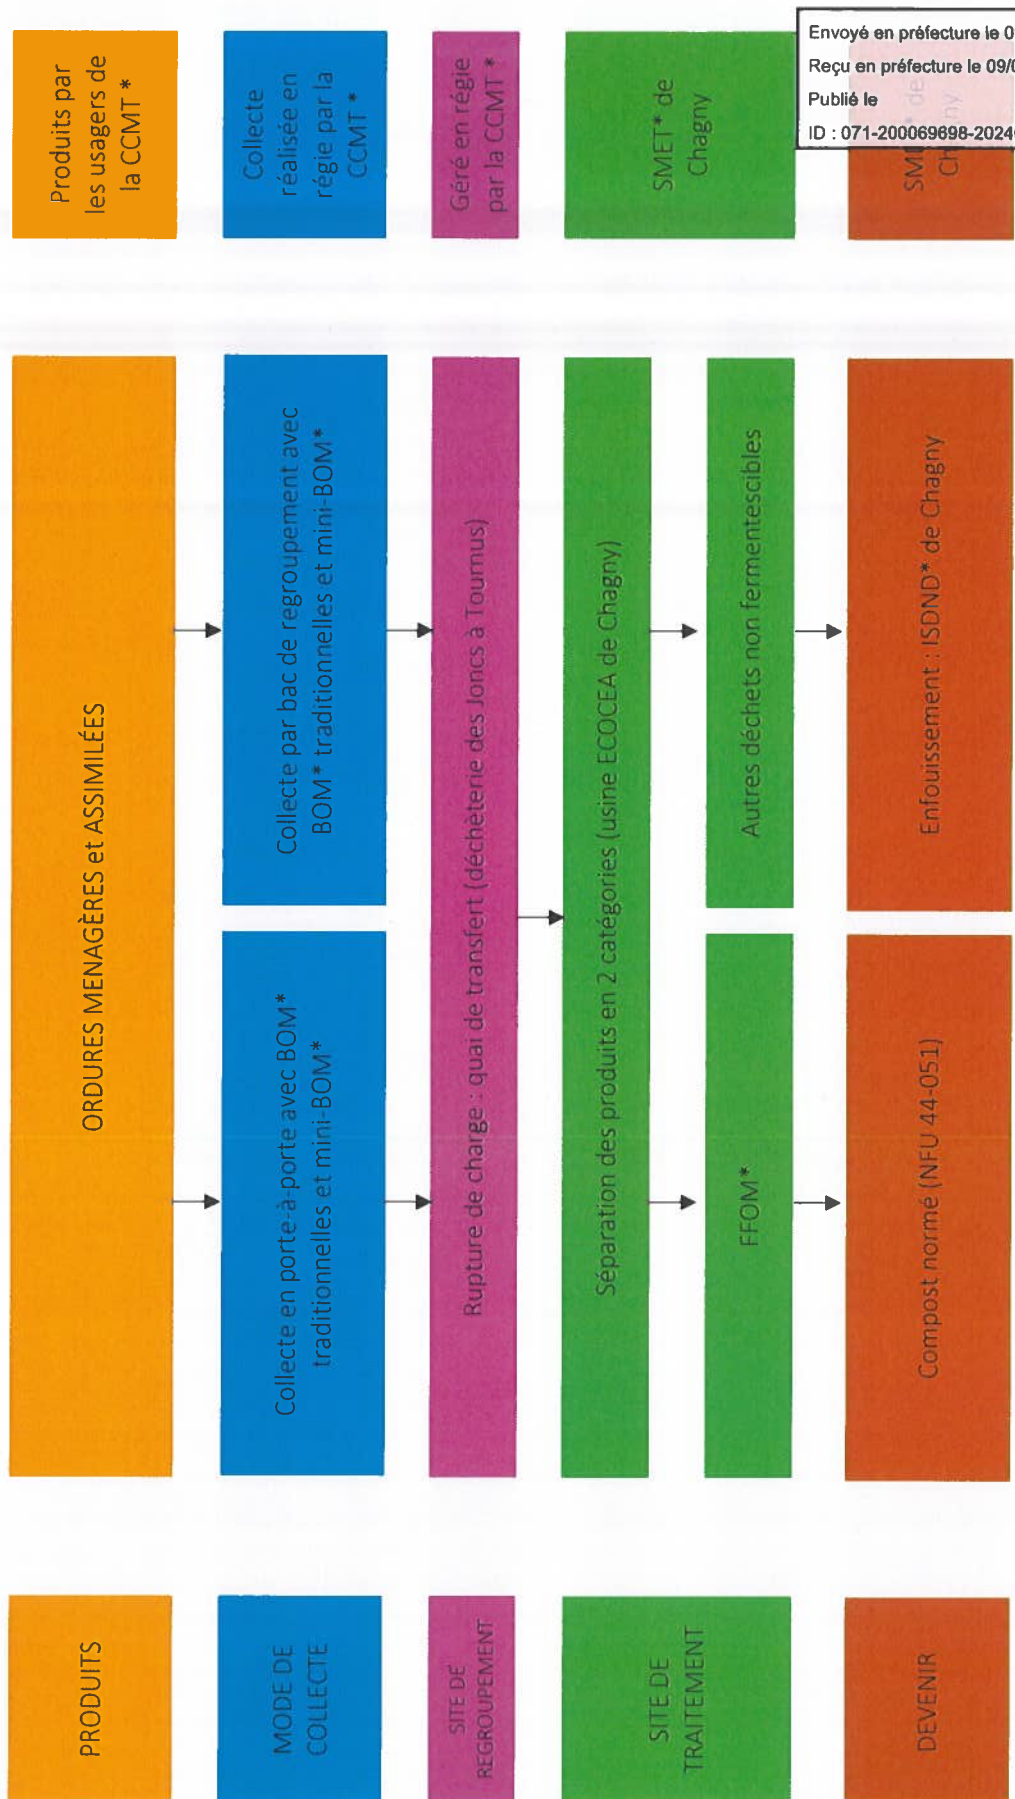 Envoyé en préfecture le 0
Reçu en préfecture le 09/0
Publié le
ID : 071-200069698-2024
PRODUITS
ORDURES MENAGÈRES et ASSIMILÉES
Produits par
les usagers de
la CCMT *
MODE DE
COLLECTE
Collecte en porte-à-porte avec BOM*
traditionnelles et mini-BOM*
Collecte par bac de regroupement avec
BOM* traditionnelles et mini-BOM*
Collecte
réalisée en
régie par la
CCMT *
SITE DE
REGROUPEMENT
Rupture de charge : quai de transfert (déchèterie des Joncs à Tournus)
Géré en régie
par la CCMT *
SITE DE
TRAITEMENT
Séparation des produits en 2 catégories (usine ECOCEA de Chagny)
FFOM*
Autres déchets non fermentescibles
SMET* de
Chagny
DEVENIR
Compost normé (NFU 44-051)
Enfouissement : ISDND* de Chagny